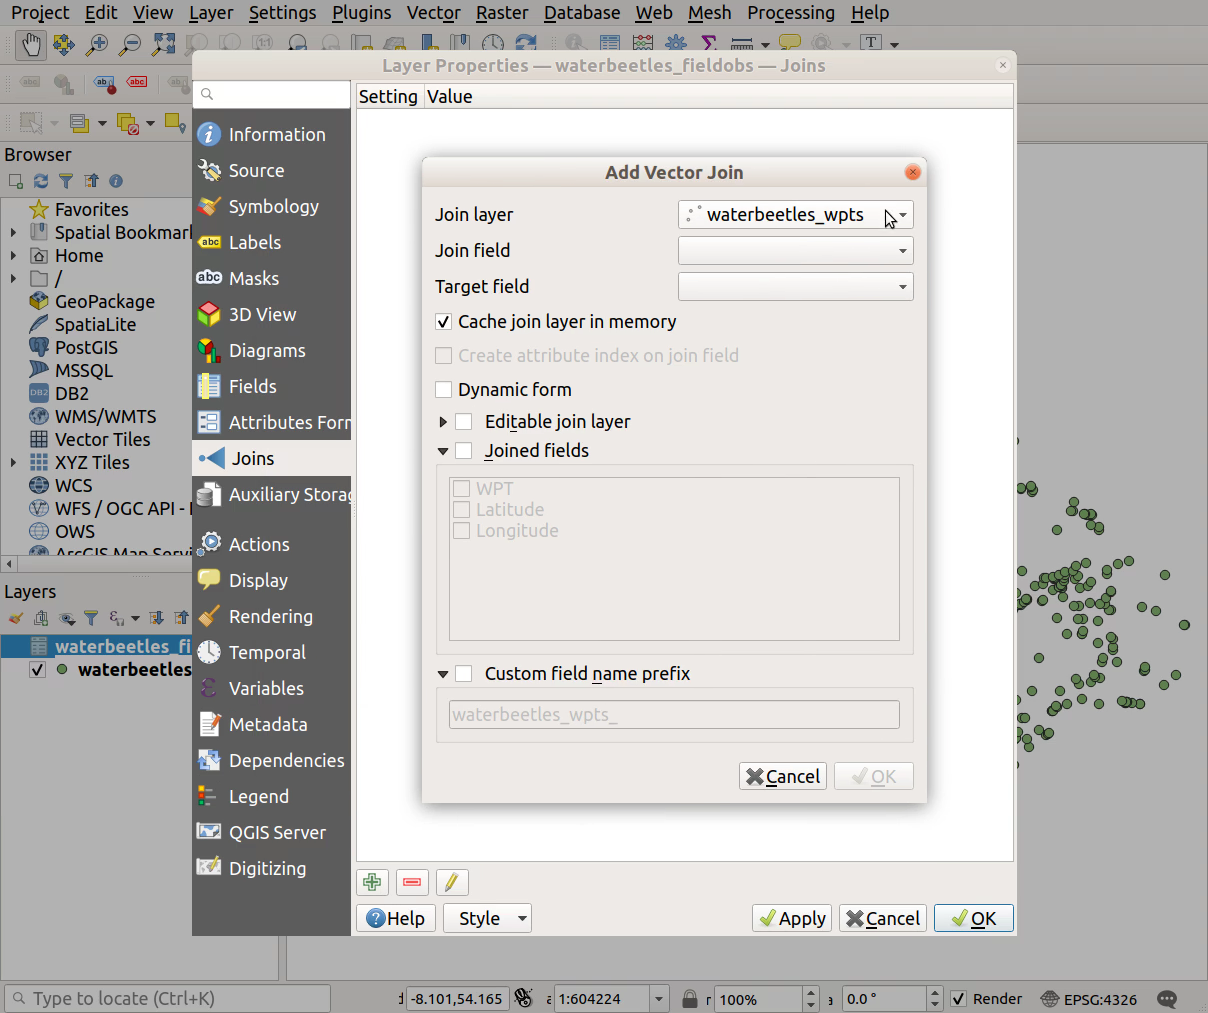 Project Edit View Layer Settings Plugins Vector Raster Database Web Mesh Processing Help
Layer Properties — waterbeetles_fieldobs — Joins
Setting Value
Browser
Favorites
Spatial Bookmar
Home
/
GeoPackage
SpatiaLite
PostGIS
MSSQL
DB2
WMS/WMTS
Vector Tiles
XYZ Tiles
WCS
WFS / OGC API -
OWS
ArcGIS Map Servi
Layers
waterbeetles_fi
waterbeetles
Information
Source
Symbology
abc Labels
abc Masks
3D View
Diagrams
Fields
Attributes For
Joins
Auxiliary Storag
Actions
Display
Rendering
Temporal
Variables
Metadata
Dependencies
Legend
QGIS Server
Digitizing
Add Vector Join
Join layer waterbeetles_wpts
Join field
Target field
Cache join layer in memory
Create attribute index on join field
Dynamic form
Editable join layer
Joined fields
WPT
Latitude
Longitude
Custom field name prefix
waterbeetles_wpts_
Cancel OK
Help Style Apply Cancel OK
Type to locate (Ctrl+K) -8.101,54.165 1:604224 100% 0.0 ° Render EPSG:4326